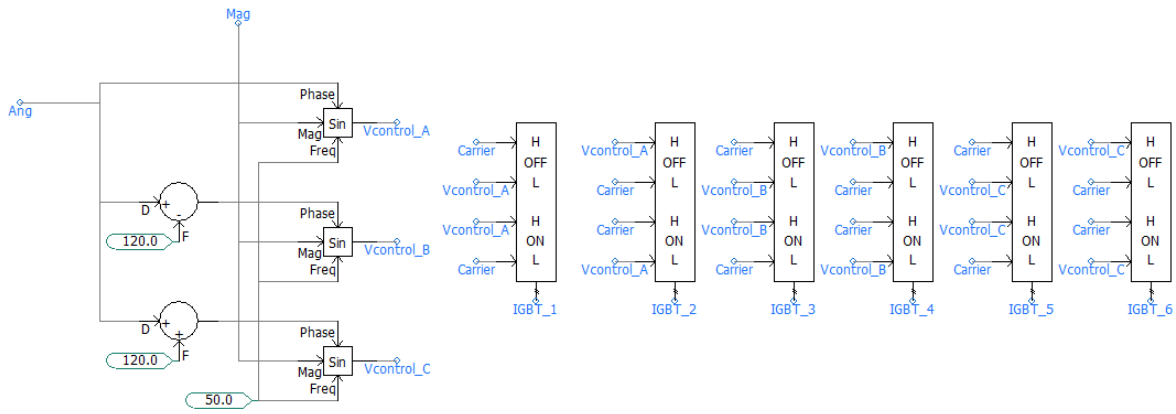 Mag
Ang
Phase
Mag
Sin
Freq
Vcontrol_A
D
+
-
F
120.0
Phase
Mag
Sin
Freq
Vcontrol_B
D
+
+
F
120.0
Phase
Mag
Sin
Freq
Vcontrol_C
50.0
Carrier
Vcontrol_A
Vcontrol_A
Carrier
H
OFF
L
H
ON
L
IGBT_1
Vcontrol_A
Carrier
Carrier
Vcontrol_A
H
OFF
L
H
ON
L
IGBT_2
Carrier
Vcontrol_B
Vcontrol_B
Carrier
H
OFF
L
H
ON
L
IGBT_3
Vcontrol_B
Carrier
Carrier
Vcontrol_B
H
OFF
L
H
ON
L
IGBT_4
Carrier
Vcontrol_C
Vcontrol_C
Carrier
H
OFF
L
H
ON
L
IGBT_5
Vcontrol_C
Carrier
Carrier
Vcontrol_C
H
OFF
L
H
ON
L
IGBT_6